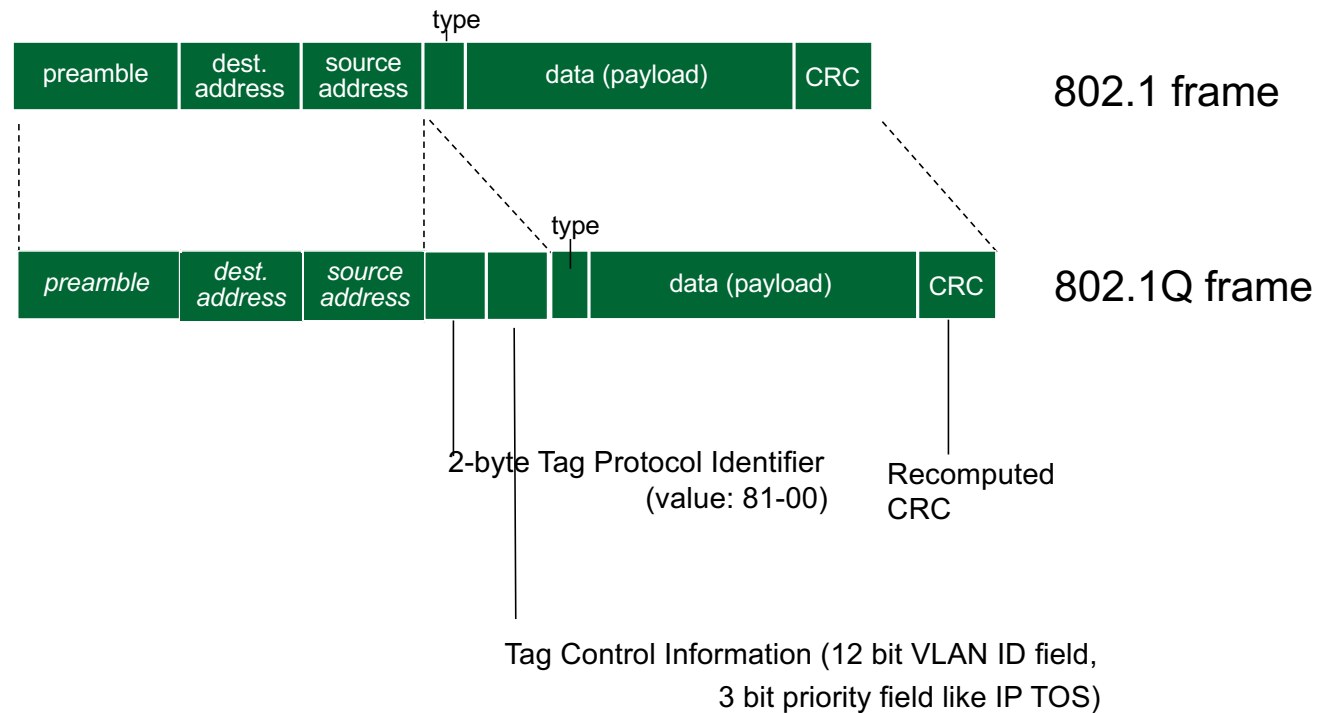 type
preamble
dest.
address
source
address
data (payload)
CRC
802.1 frame
type
preamble
dest.
address
source
address
data (payload)
CRC
802.1Q frame
2-byte Tag Protocol Identifier
(value: 81-00)
Recomputed
CRC
Tag Control Information (12 bit VLAN ID field,
3 bit priority field like IP TOS)